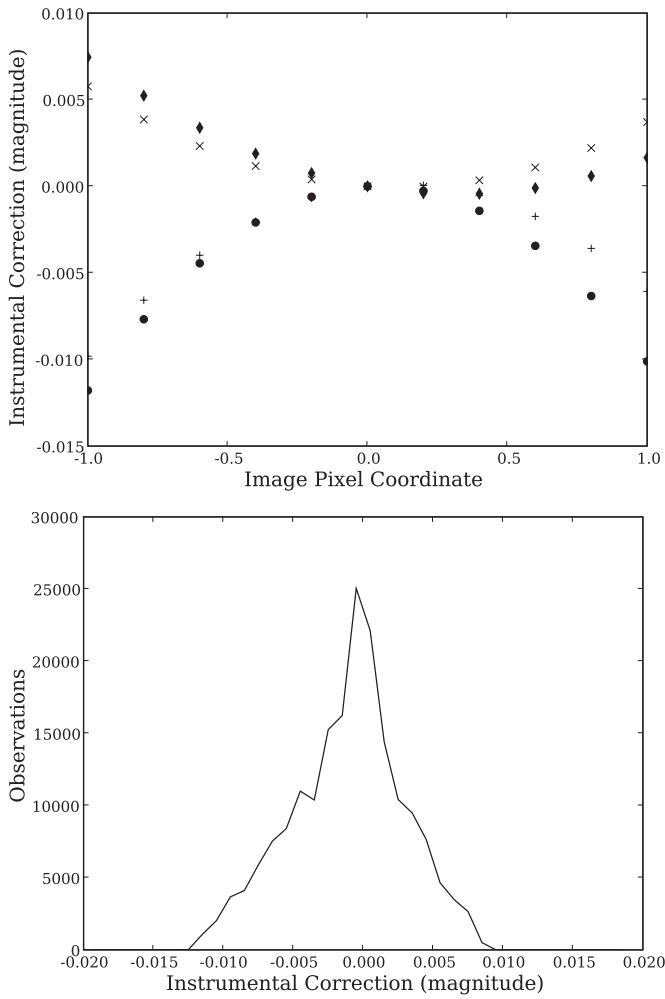 0.010
0.005
0.000
-0.005
-0.010
-0.015
Instrumental Correction (magnitude)
-1.0 -0.5 0.0 0.5 1.0
Image Pixel Coordinate
30000
25000
20000
15000
10000
5000
0
Observations
-0.020 -0.015 -0.010 -0.005 0.000 0.005 0.010 0.015 0.020
Instrumental Correction (magnitude)